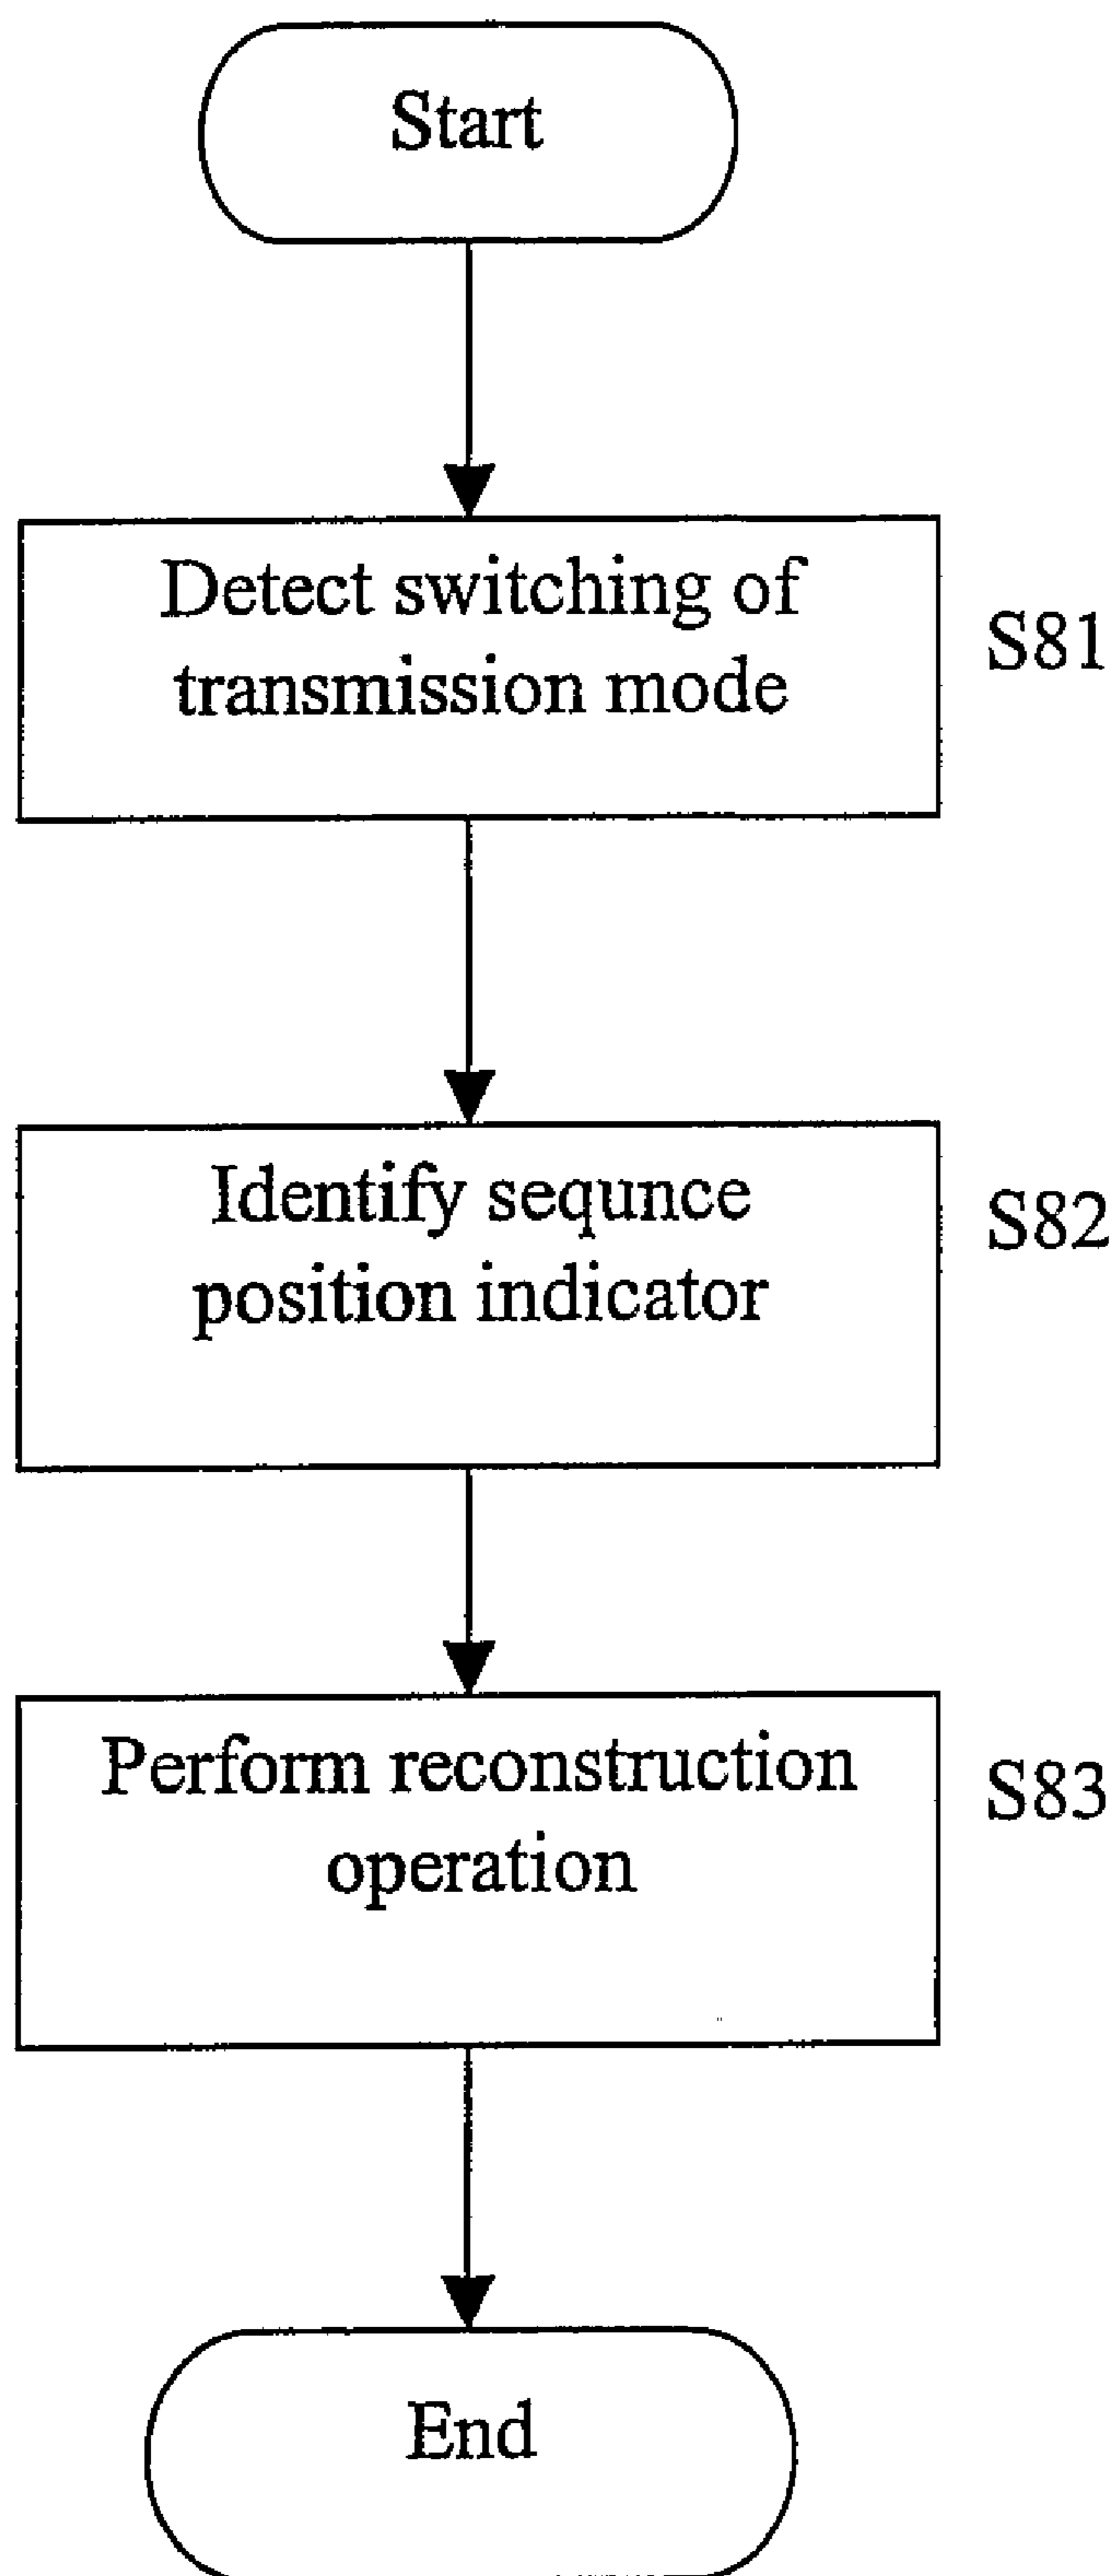 Start
Detect switching of
transmission mode
S81
Identify sequnce
position indicator
S82
Perform reconstruction
operation
S83
End